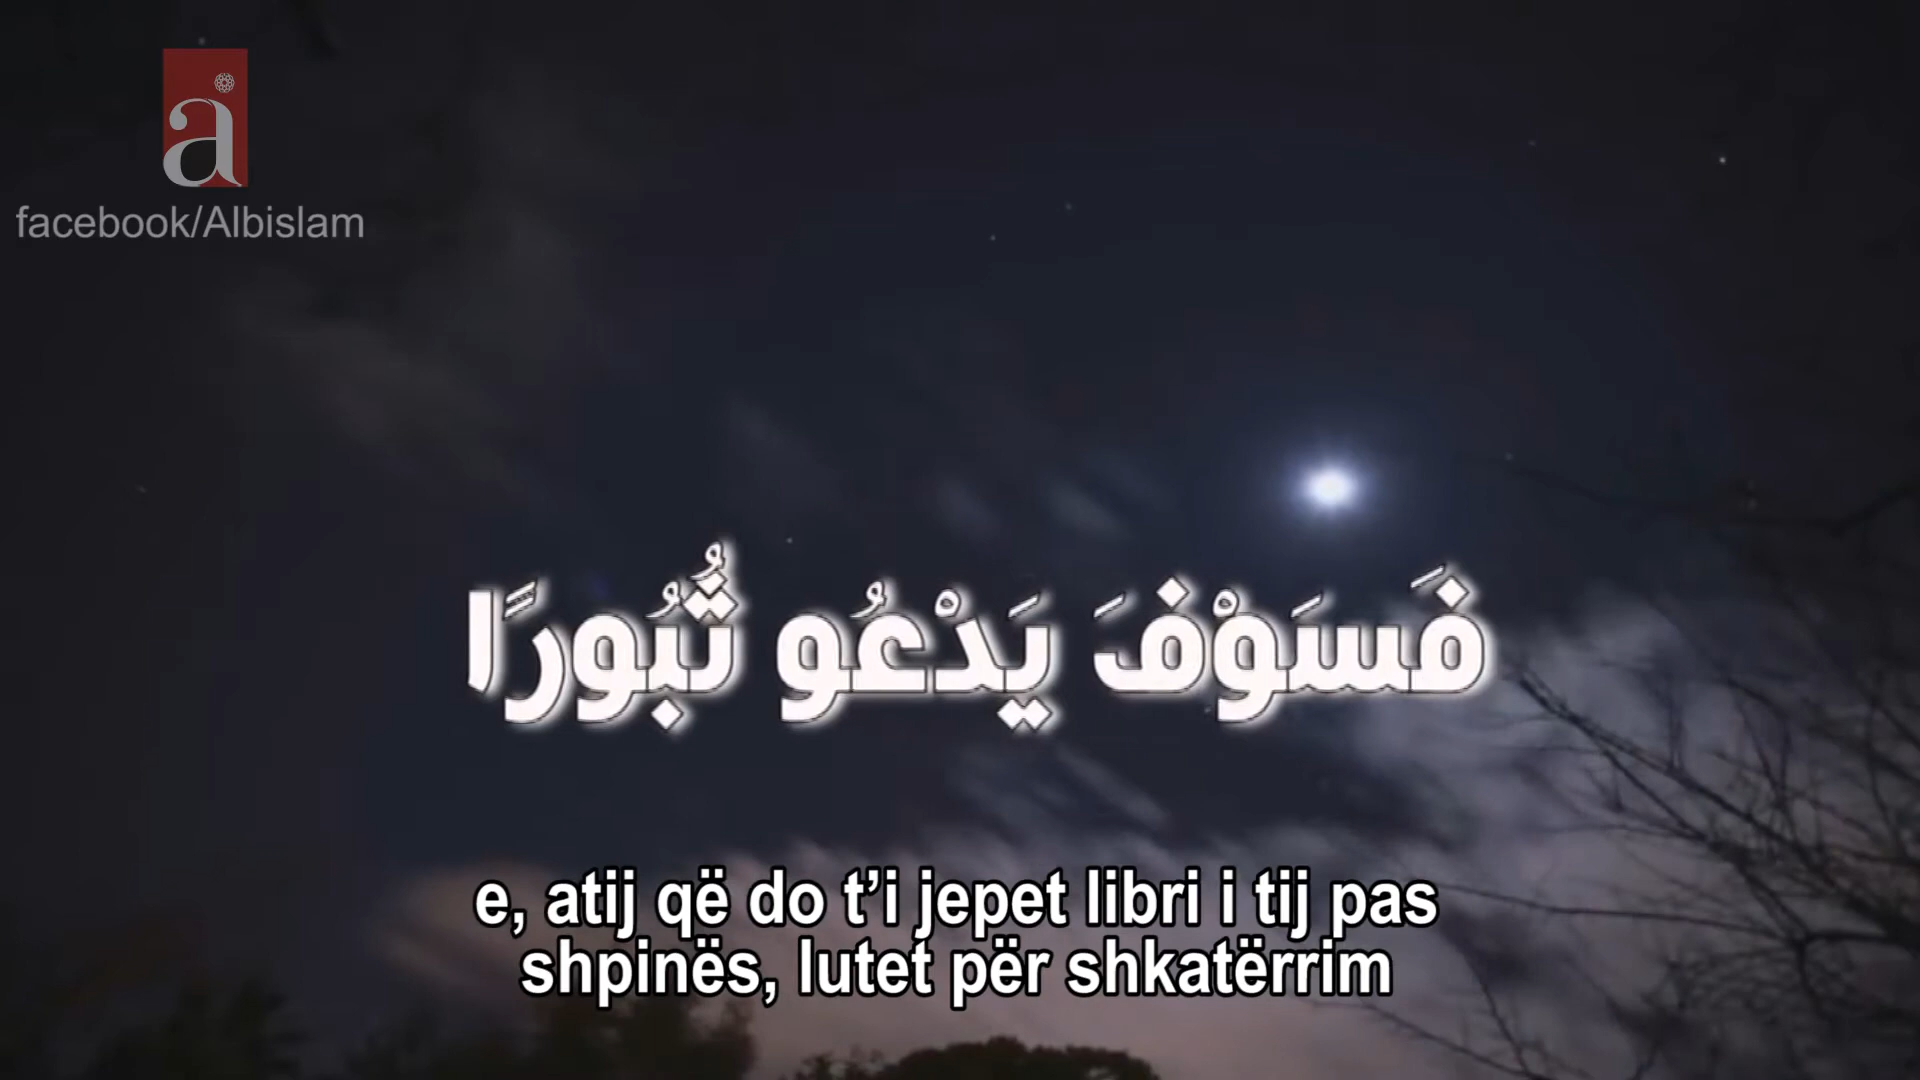 a
facebook/Albislam
فَسَوْفَ يَدْعُو ثُبُورًا
e, atij që do t’i jepet libri i tij pas
shpinës, lutet për shkatërrim